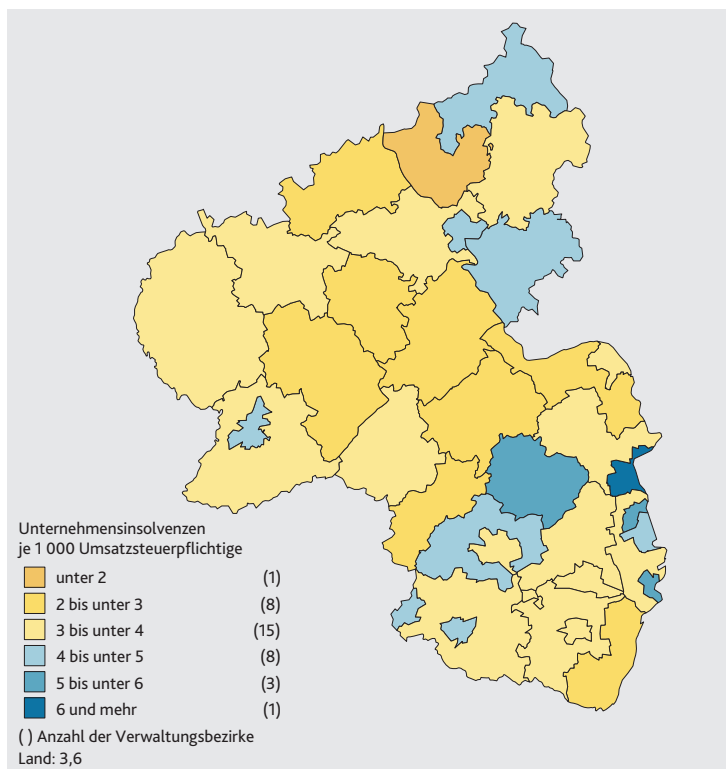 Unternehmensinsolvenzen
je 1 000 Umsatzsteuerpflichtige
unter 2 (1)
2 bis unter 3 (8)
3 bis unter 4 (15)
4 bis unter 5 (8)
5 bis unter 6 (3)
6 und mehr (1)
( ) Anzahl der Verwaltungsbezirke
Land: 3,6